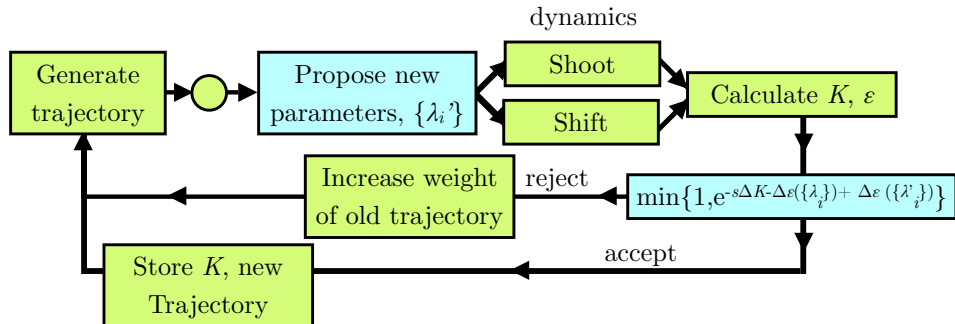 dynamics
Generate
trajectory
Propose new
parameters, {λᵢ'}
Shoot
Shift
Calculate K, ε
Increase weight
of old trajectory
reject
min{1,e^-sΔK-Δε({λᵢ})+ Δε ({λ'ᵢ})}
Store K, new
Trajectory
accept